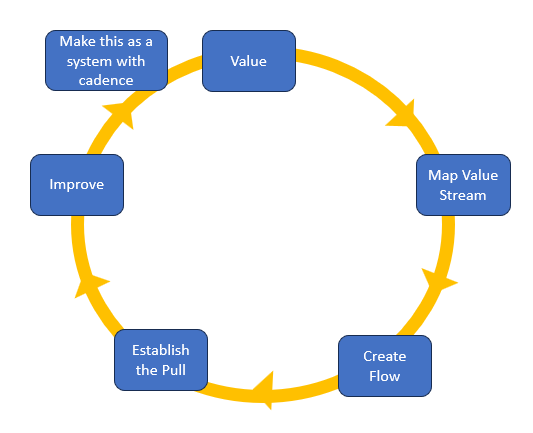 Make this as a
system with
cadence
Value
Map Value
Stream
Create
Flow
Establish
the Pull
Improve